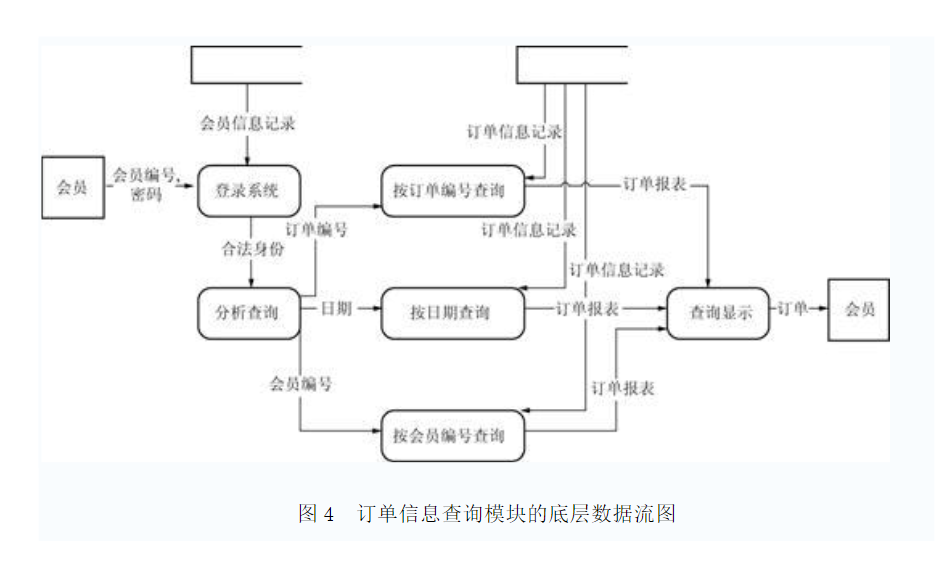 会员信息记录
订单信息记录
会员
会员编号,
密码
登录系统
按订单编号查询
订单报表
订单编号
订单信息记录
合法身份
订单信息记录
分析查询
日期
按日期查询
订单报表
查询显示
订单
会员
会员编号
订单报表
按会员编号查询
图 4 订单信息查询模块的底层数据流图